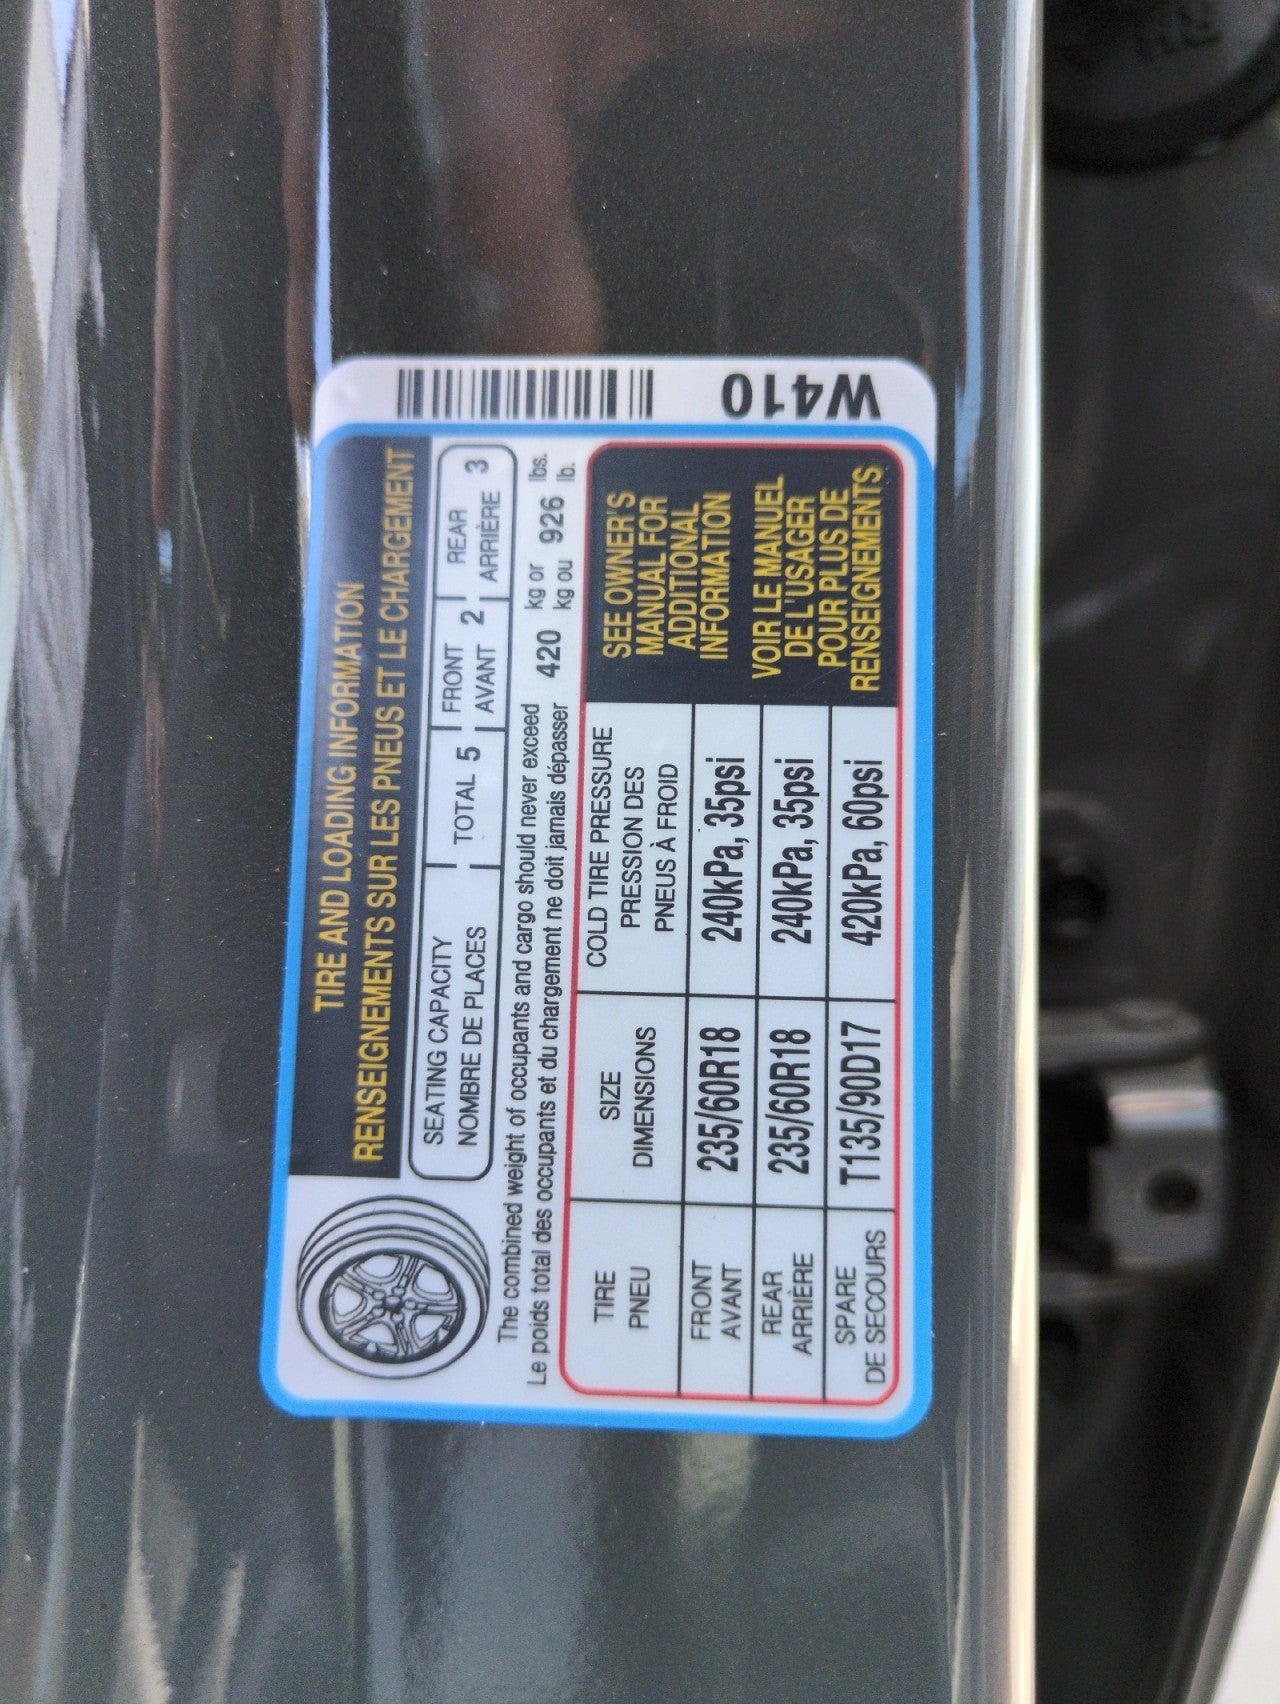 TIRE AND LOADING INFORMATION
RENSEIGNEMENTS SUR LES PNEUS ET LE CHARGEMENT
SEATING CAPACITY
NOMBRE DE PLACES
TOTAL 5
FRONT
AVANT 2
REAR
ARRIÈRE 3
The combined weight of occupants and cargo should never exceed 420 kg or 926 lbs.
Le poids total des occupants et du chargement ne doit jamais dépasser kg ou lb.
TIRE
PNEU
SIZE
DIMENSIONS
COLD TIRE PRESSURE
PRESSION DES
PNEUS À FROID
FRONT
AVANT
235/60R18
240kPa, 35psi
REAR
ARRIÈRE
235/60R18
240kPa, 35psi
SPARE
DE SECOURS
T135/90D17
420kPa, 60psi
SEE OWNER'S
MANUAL FOR
ADDITIONAL
INFORMATION
VOIR LE MANUEL
DE L'USAGER
POUR PLUS DE
RENSEIGNEMENTS
W410